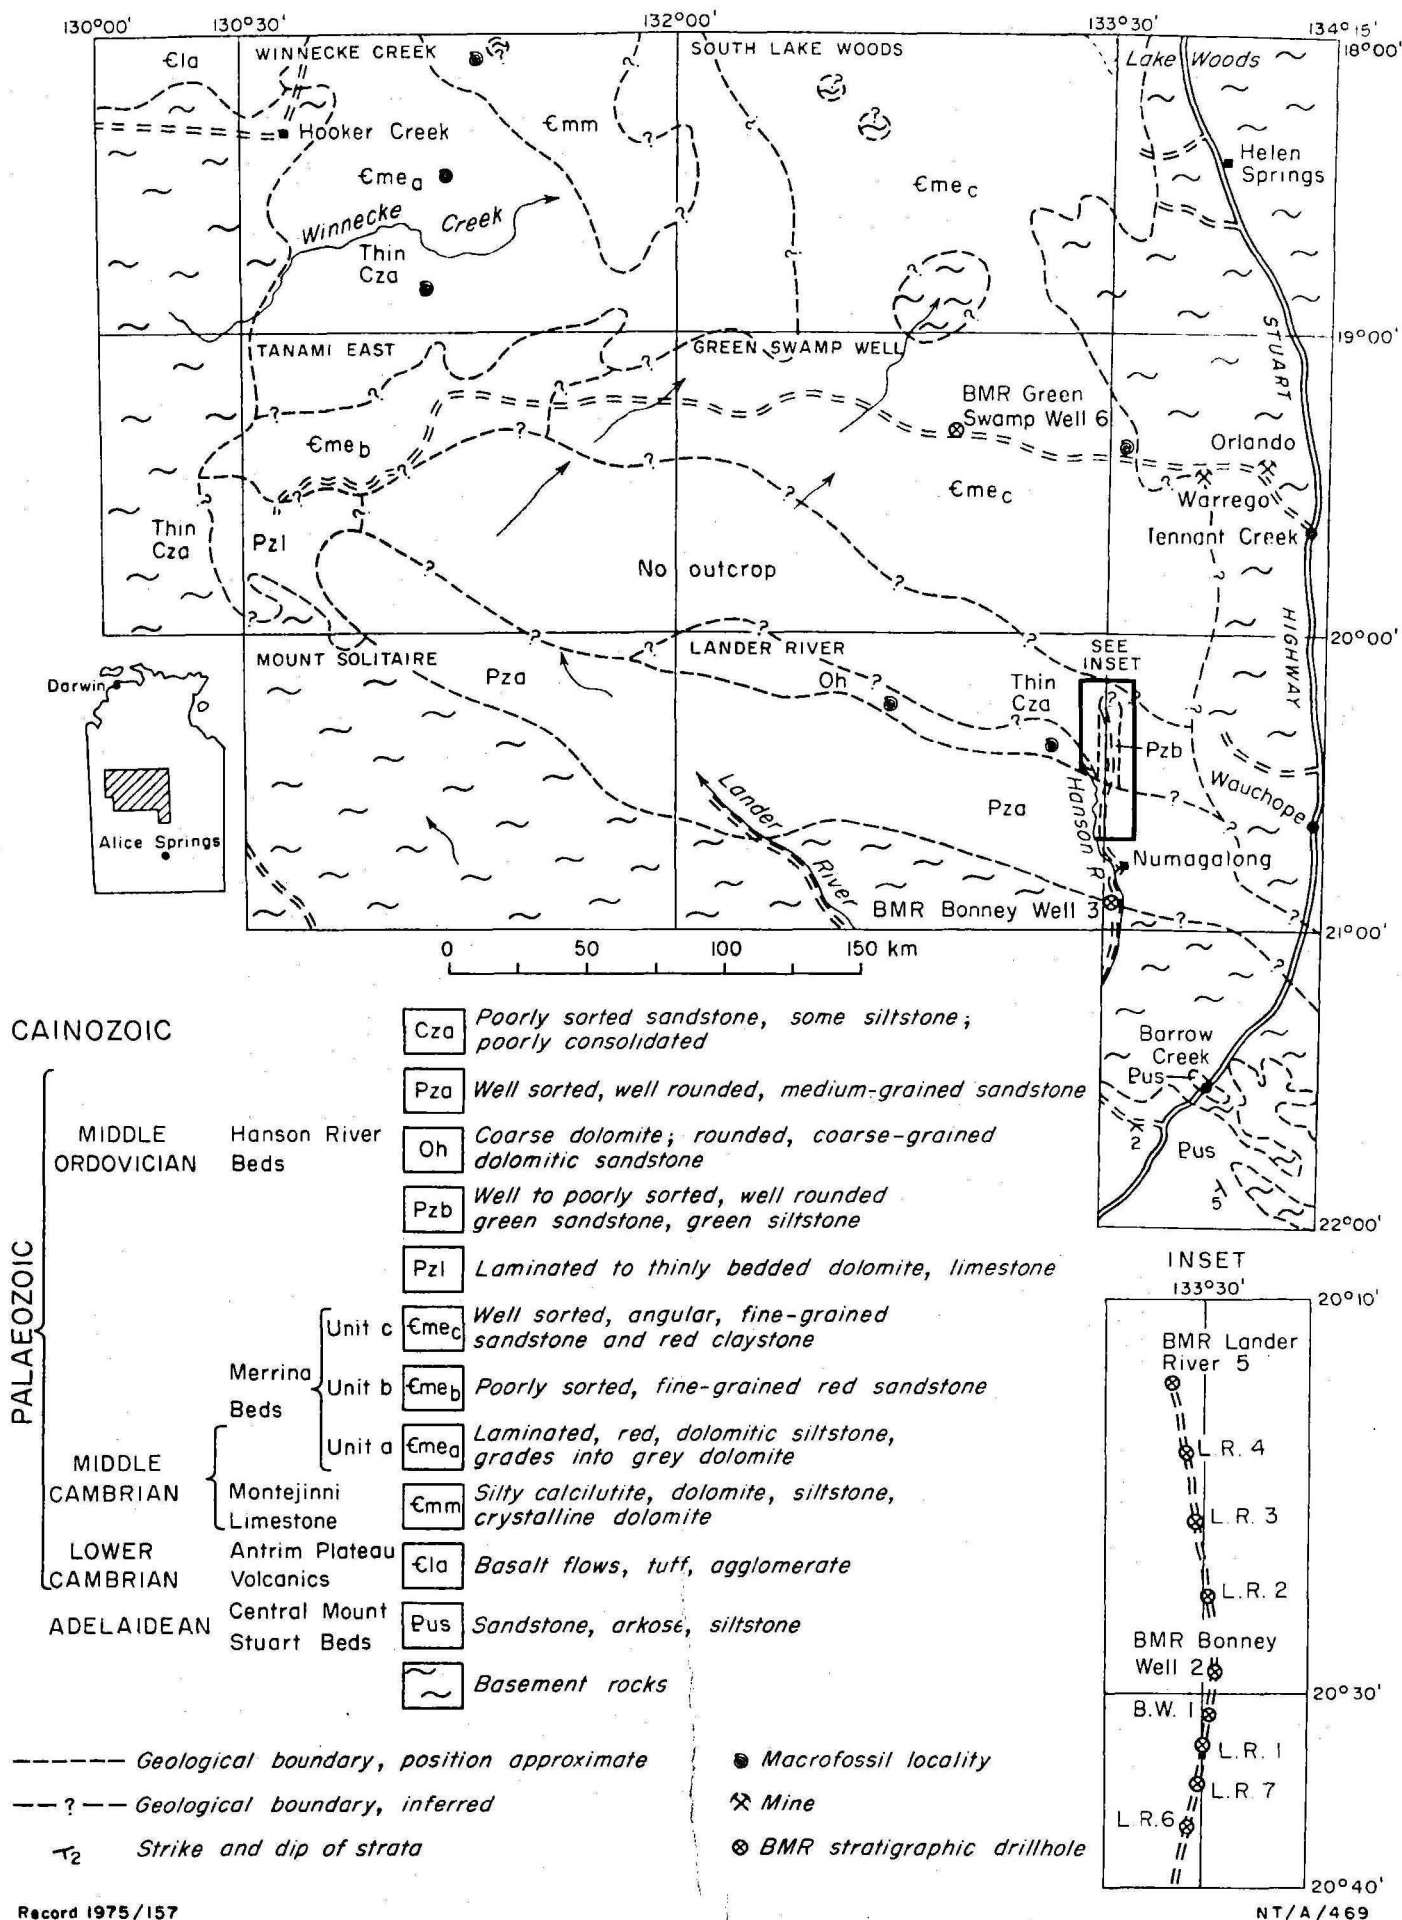 130°00'
130°30'
132°00'
133°30'
134°15'
18°00'
WINNECKE CREEK
SOUTH LAKE WOODS
Lake Woods
Єla
?
Hooker Creek
Єmm
Helen
Springs
Єme a
Єme c
Winnecke Creek
Thin
Cza
19°00'
TANAMI EAST
GREEN SWAMP WELL
STUART
BMR Green
Swamp Well 6
Orlando
Єme b
Єme c
Warrego
Thin
Cza
Pzl
Tennant Creek
No outcrop
HIGHWAY
20°00'
MOUNT SOLITAIRE
LANDER RIVER
SEE
INSET
Darwin
Pza
Oh
Thin
Cza
Pzb
Wauchope
Lander River
Pza
Hanson R
Alice Springs
Numagalong
BMR Bonney Well 3
21°00'
0 50 100 150 km
Barrow
Creek
Pus
2
Pus
5
22°00'
CAINOZOIC
Cza
Poorly sorted sandstone, some siltstone;
poorly consolidated
PALAEOZOIC
Pza
Well sorted, well rounded, medium-grained sandstone
MIDDLE
ORDOVICIAN
Hanson River
Beds
Oh
Coarse dolomite; rounded, coarse-grained
dolomitic sandstone
Pzb
Well to poorly sorted, well rounded
green sandstone, green siltstone
Pzl
Laminated to thinly bedded dolomite, limestone
Merrina
Beds
Unit c
Єme c
Well sorted, angular, fine-grained
sandstone and red claystone
Unit b
Єme b
Poorly sorted, fine-grained red sandstone
Unit a
Єme a
Laminated, red, dolomitic siltstone,
grades into grey dolomite
MIDDLE
CAMBRIAN
Montejinni
Limestone
Єmm
Silty calcilutite, dolomite, siltstone,
crystalline dolomite
LOWER
CAMBRIAN
Antrim Plateau
Volcanics
Єla
Basalt flows, tuff, agglomerate
ADELAIDEAN
Central Mount
Stuart Beds
Pus
Sandstone, arkose, siltstone
Basement rocks
Geological boundary, position approximate
? Geological boundary, inferred
2 Strike and dip of strata
Macrofossil locality
Mine
BMR stratigraphic drillhole
INSET
133°30'
20°10'
BMR Lander
River 5
L.R. 4
L.R. 3
L.R. 2
BMR Bonney
Well 2
20°30'
B.W. 1
L.R. 1
L.R. 7
L.R.6
20°40'
Record 1975/157
NT/A/469